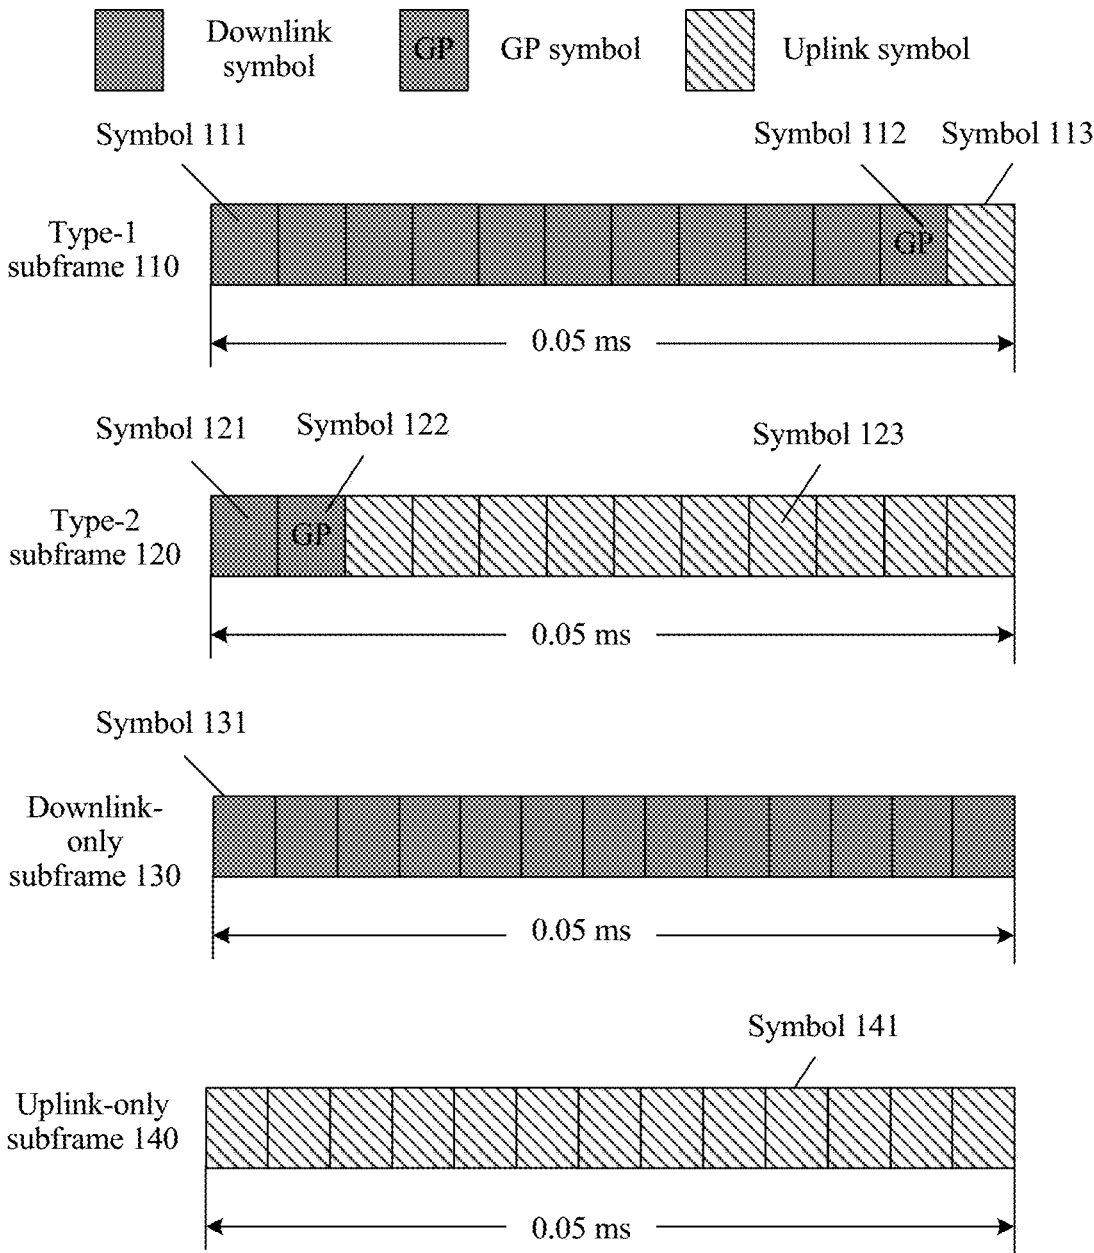 Downlink
symbol
GP
GP symbol
Uplink symbol
Symbol 111
Symbol 112
Symbol 113
Type-1
subframe 110
GP
0.05 ms
Symbol 121
Symbol 122
Symbol 123
Type-2
subframe 120
GP
0.05 ms
Symbol 131
Downlink-
only
subframe 130
0.05 ms
Symbol 141
Uplink-only
subframe 140
0.05 ms